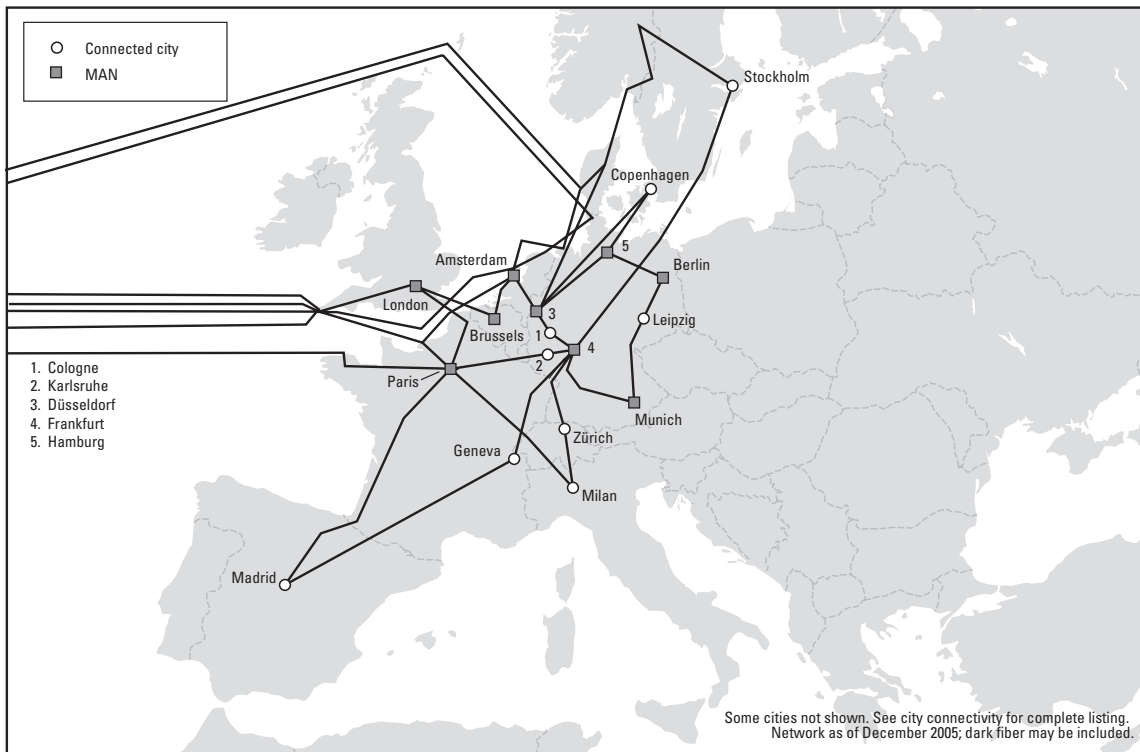 Connected city
MAN
Stockholm
Copenhagen
5
Amsterdam
Berlin
London
3
Leipzig
Brussels
1
4
2
Paris
1. Cologne
2. Karlsruhe
3. Düsseldorf
4. Frankfurt
5. Hamburg
Munich
Zürich
Geneva
Milan
Madrid
Some cities not shown. See city connectivity for complete listing.
Network as of December 2005; dark fiber may be included.